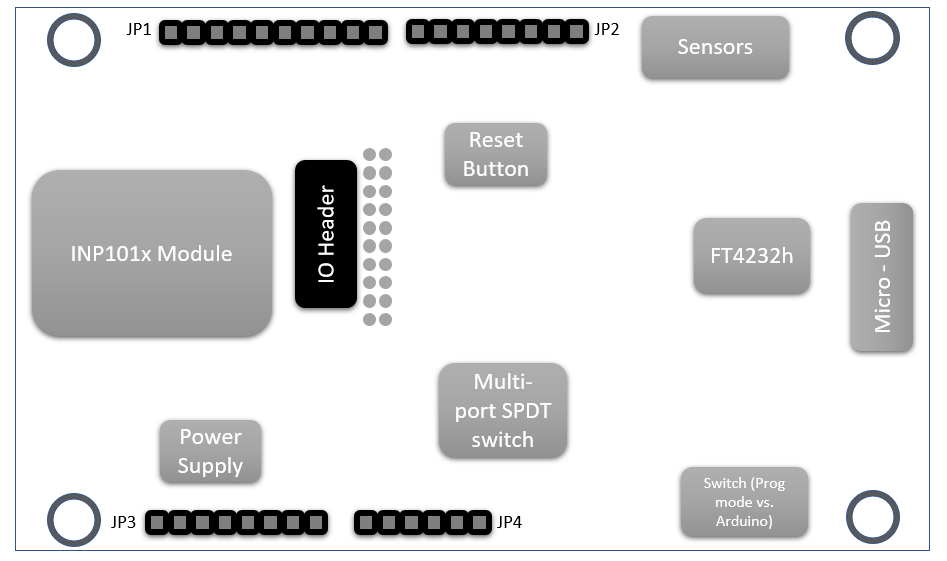 JP1
JP2
Sensors
Reset
Button
INP101x Module
IO Header
FT4232h
Micro - USB
Multi-
port SPDT
switch
Power
Supply
Switch (Prog
mode vs.
Arduino)
JP3
JP4